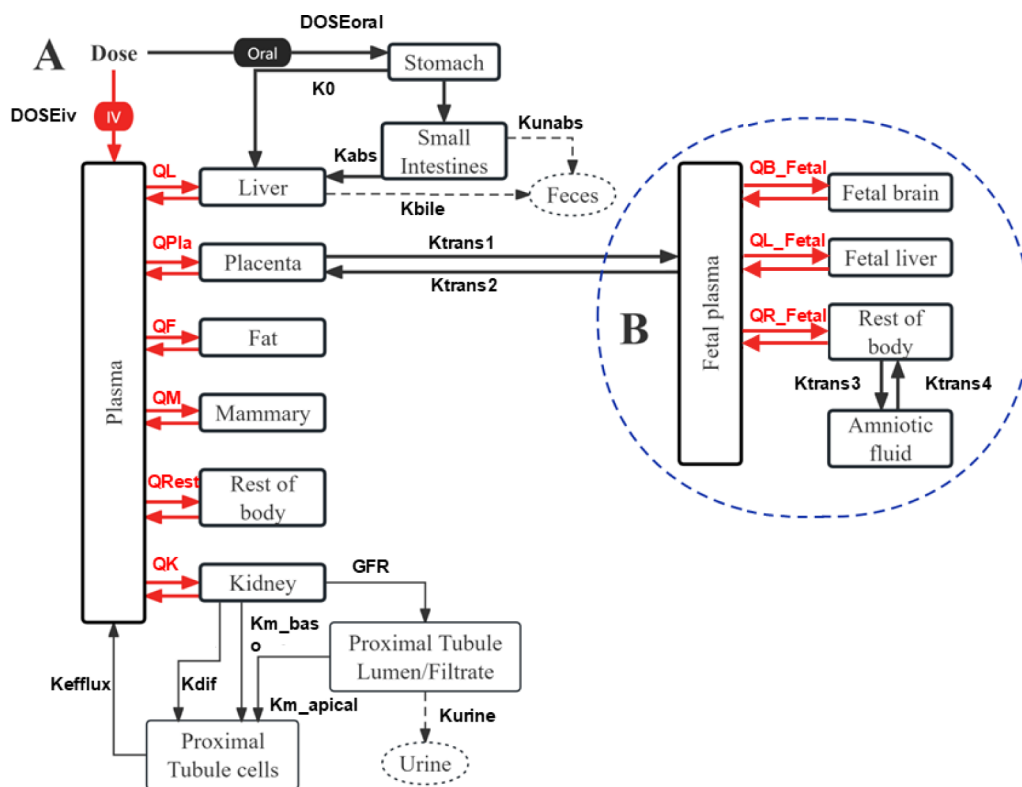 DOSEoral
A
Dose
Oral
Stomach
K0
DOSEiv
IV
Small
Intestines
Kunabs
Kabs
QL
Liver
Kbile
Feces
QPla
Placenta
Ktrans1
Ktrans2
QF
Fat
Plasma
QM
Mammary
QRest
Rest of
body
QK
Kidney
GFR
Km_bas
o
Proximal Tubule
Lumen/Filtrate
Kefflux
Kdif
Km_apical
Kurine
Proximal
Tubule cells
Urine
B
Fetal plasma
QB_Fetal
Fetal brain
QL_Fetal
Fetal liver
QR_Fetal
Rest of
body
Ktrans3
Ktrans4
Amniotic
fluid